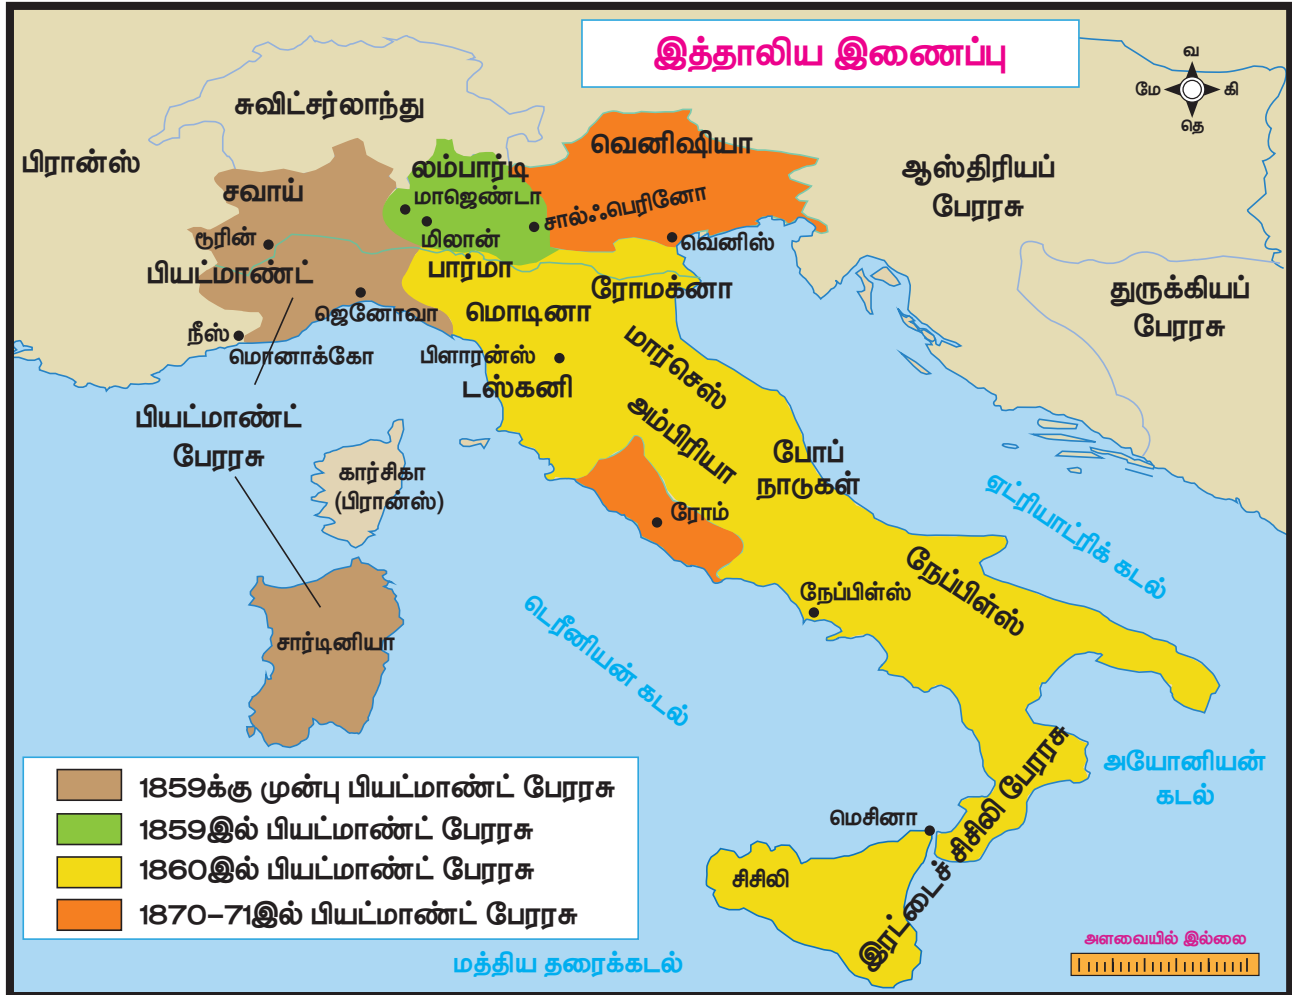 இத்தாலிய இணைப்பு
வ
மே
கி
தெ
சுவிட்சர்லாந்து
பிரான்ஸ்
வெனிஷியா
ஆஸ்திரியப்
பேரரசு
லம்பார்டி
சவாய்
மாஜெண்டா
சால்ஃபெரினோ
டூரின்
மிலான்
வெனிஸ்
பியட்மாண்ட்
பார்மா
ரோமக்னா
துருக்கியப்
பேரரசு
ஜெனோவா
மொடினா
நீஸ்
மொனாக்கோ
பிளாரன்ஸ்
மார்செஸ்
டஸ்கனி
பியட்மாண்ட்
பேரரசு
அம்பிரியா
போப்
நாடுகள்
கார்சிகா
(பிரான்ஸ்)
ரோம்
ஏட்ரியாட்ரிக் கடல்
நேப்பிள்ஸ்
நேப்பிள்ஸ்
டெரீனியன் கடல்
சார்டினியா
அயோனியன்
கடல்
1859க்கு முன்பு பியட்மாண்ட் பேரரசு
1859இல் பியட்மாண்ட் பேரரசு
1860இல் பியட்மாண்ட் பேரரசு
1870-71இல் பியட்மாண்ட் பேரரசு
மெசினா
சிசிலி
இரட்டைச் சிசிலி பேரரசு
மத்திய தரைக்கடல்
அளவையில் இல்லை